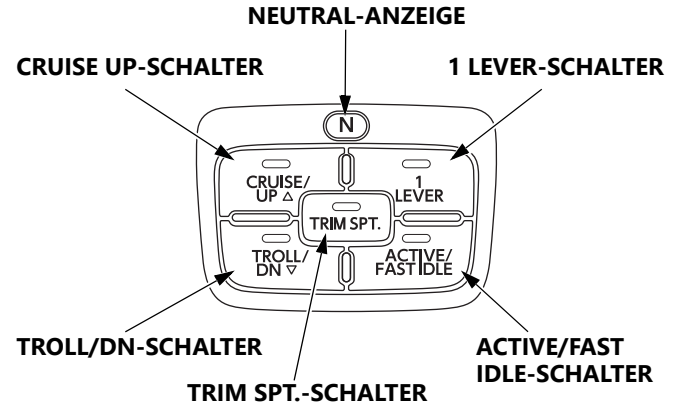 NEUTRAL-ANZEIGE
CRUISE UP-SCHALTER
1 LEVER-SCHALTER
N
CRUISE/
UP △
1
LEVER
TRIM SPT.
TROLL/
DN ▽
ACTIVE/
FAST IDLE
TROLL/DN-SCHALTER
ACTIVE/FAST
IDLE-SCHALTER
TRIM SPT.-SCHALTER